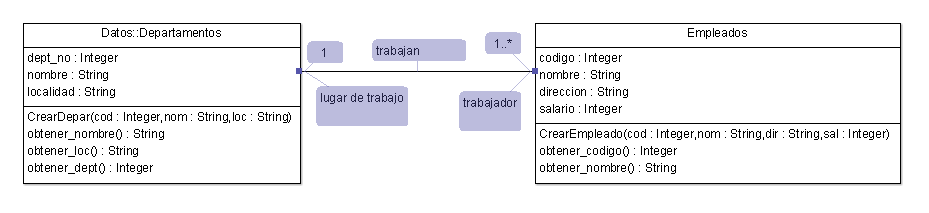 Datos::Departamentos
dept_no : Integer
nombre : String
localidad : String
CrearDepar(cod : Integer,nom : String,loc : String)
obtener_nombre() : String
obtener_loc() : String
obtener_dept() : Integer
1
trabajan
1..*
lugar de trabajo
trabajador
Empleados
codigo : Integer
nombre : String
direccion : String
salario : Integer
CrearEmpleado(cod : Integer,nom : String,dir : String,sal : Integer)
obtener_codigo() : Integer
obtener_nombre() : String